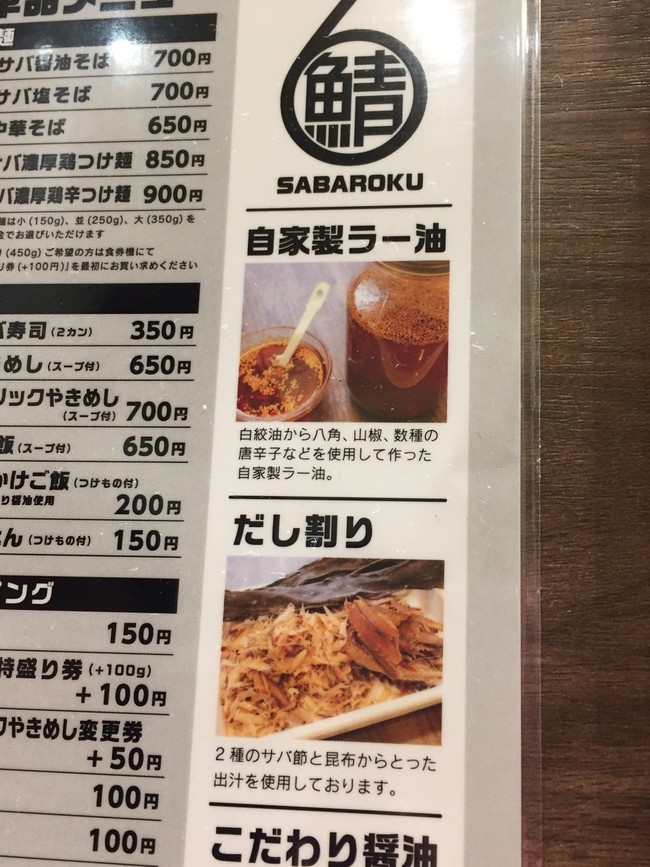 単品メニュー
麺
サバ醤油そば 700円
サバ塩そば 700円
中華そば 650円
サバ濃厚鶏つけ麺 850円
サバ濃厚鶏辛つけ麺 900円
麺は小(150g)、並(250g)、大(350g)を
金でお選びいただけます
(450g)ご希望の方は食券機にて
り券(+100円)」を最初にお買い求めください
バ寿司(2カン) 350円
めし(スープ付) 650円
リックやきめし
(スープ付) 700円
飯(スープ付) 650円
かけご飯(つけもの付)
り醤油使用
200円
はん(つけもの付) 150円
ピング
150円
特盛り券(+100g)
+100円
クやきめし変更券
+50円
100円
100円
鯖
SABAROKU
自家製ラー油
白絞油から八角、山椒、数種の
唐辛子などを使用して作った
自家製ラー油。
だし割り
2種のサバ節と昆布からとった
出汁を使用しております。
こだわり醤油